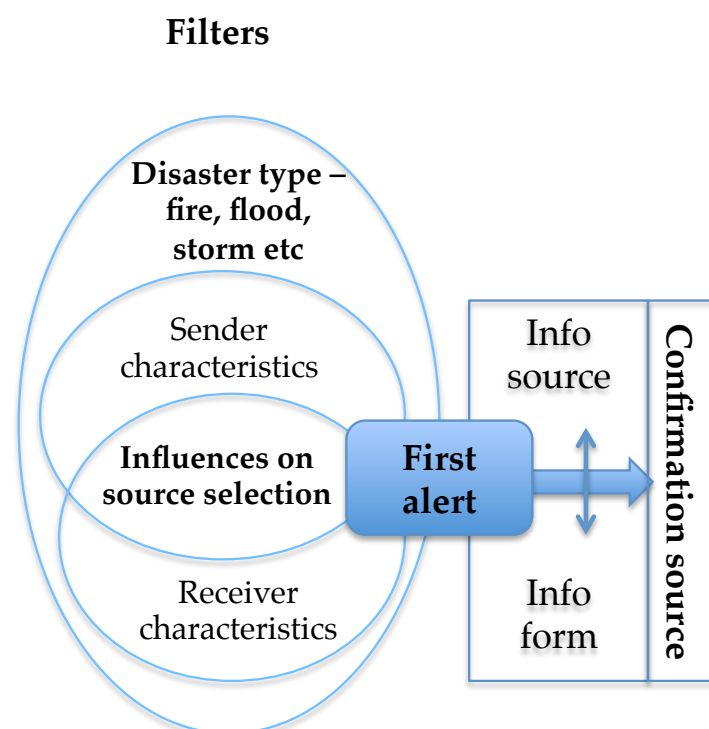 Filters
Disaster type –
fire, flood,
storm etc
Sender
characteristics
Influences on
source selection
Receiver
characteristics
First
alert
Info
source
Info
form
Confirmation source